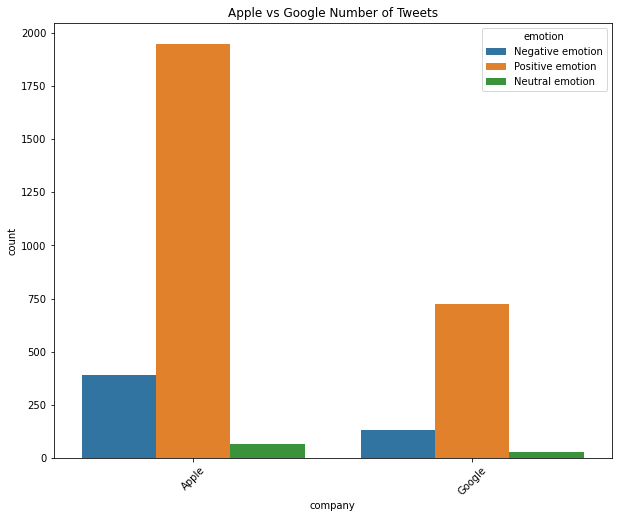 Apple vs Google Number of Tweets
emotion
Negative emotion
Positive emotion
Neutral emotion
2000
1750
1500
1250
1000
750
500
250
0
count
Apple
Google
company